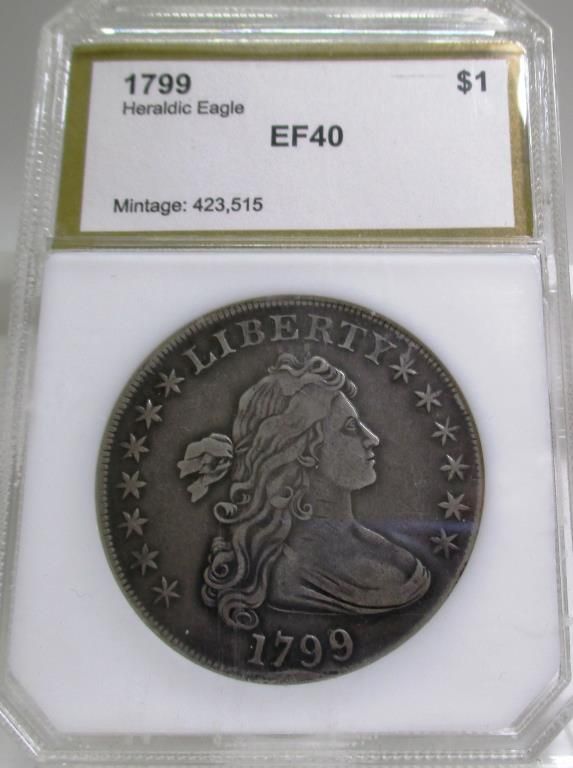 1799 $1
Heraldic Eagle
EF40
Mintage: 423,515
LIBERTY
1799